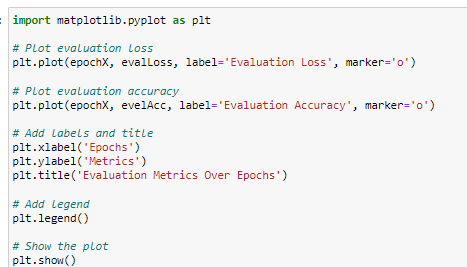 import matplotlib.pyplot as plt
# Plot evaluation loss
plt.plot(epochX, evalLoss, label='Evaluation Loss', marker='o')
# Plot evaluation accuracy
plt.plot(epochX, evelAcc, label='Evaluation Accuracy', marker='o')
# Add labels and title
plt.xlabel('Epochs')
plt.ylabel('Metrics')
plt.title('Evaluation Metrics Over Epochs')
# Add legend
plt.legend()
# Show the plot
plt.show()